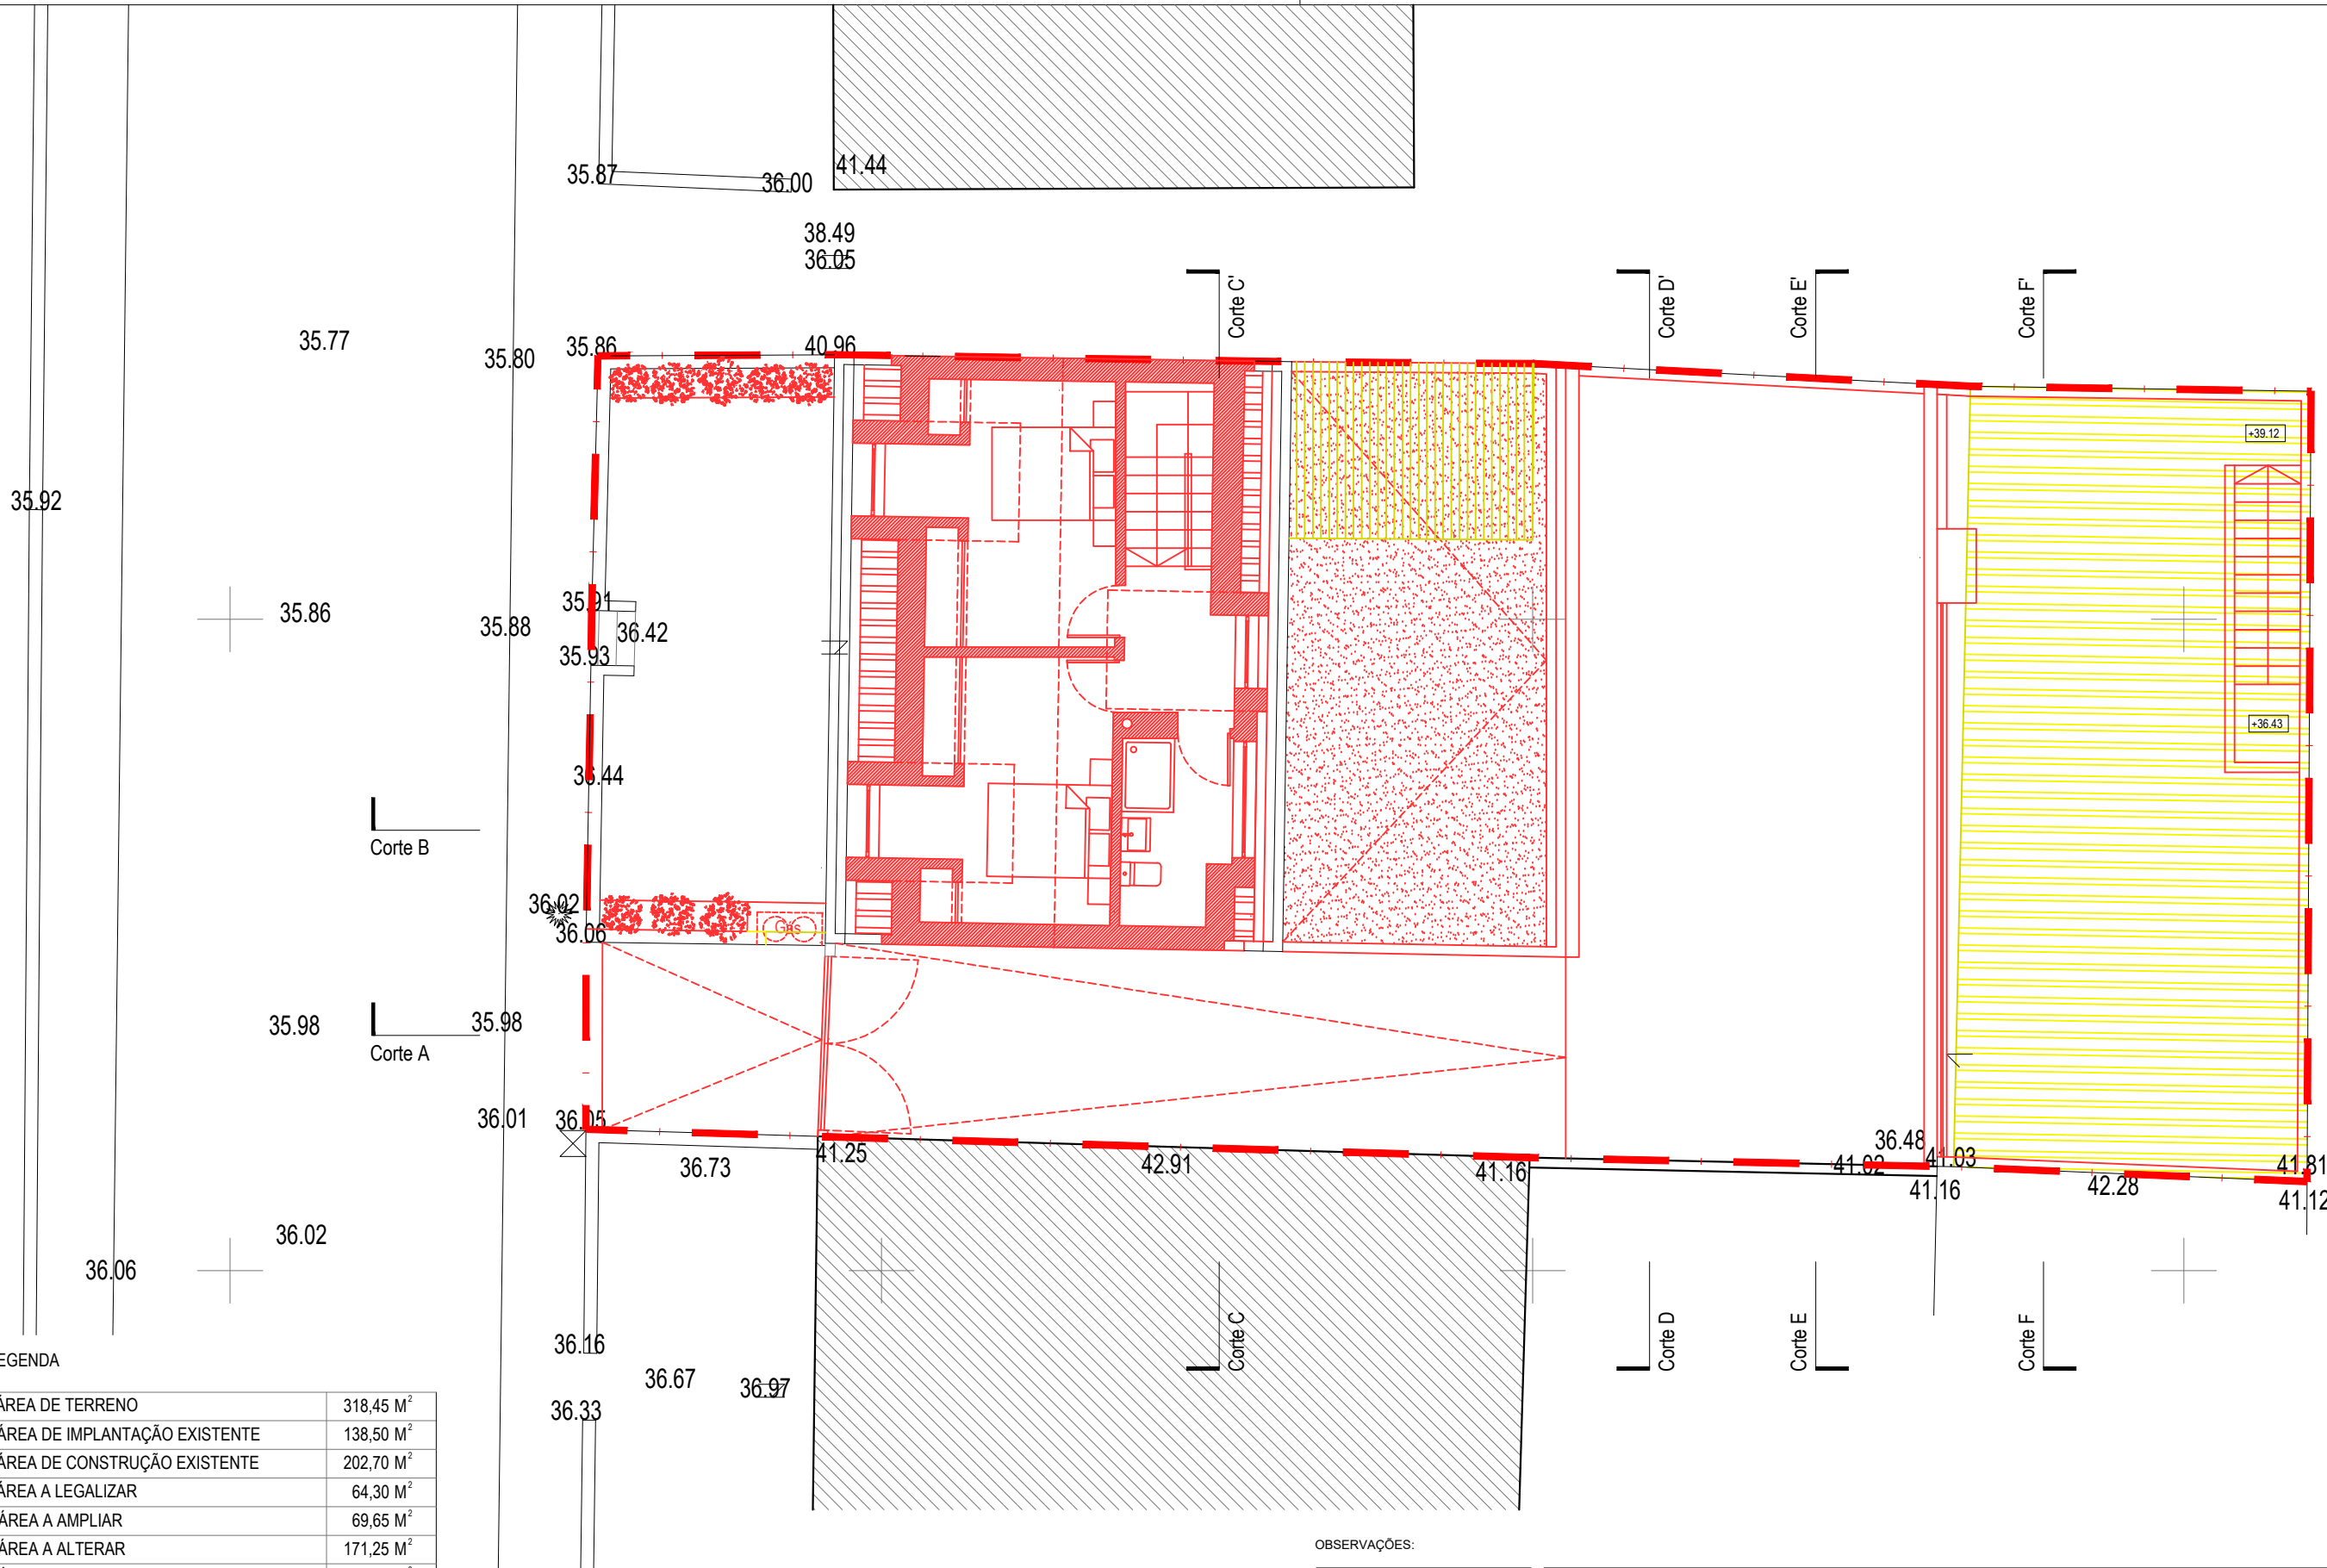 41.44
35.87
36.00
38.49
36.05
Corte C'
Corte D'
Corte E'
Corte F'
35.77
35.80
35.86
40.96
+39.12
35.92
35.86
35.88
35.91
36.42
35.93
+36.43
36.44
Corte B
36.02
36.06
Gas
35.98
35.98
Corte A
36.01
36.05
36.73
41.25
42.91
41.16
36.48
41.02
41.03
41.16
42.28
41.81
41.12
36.02
36.06
Corte C
Corte D
Corte E
Corte F
36.16
36.67
36.97
36.33
EGENDA
ÁREA DE TERRENO 318,45 M²
ÁREA DE IMPLANTAÇÃO EXISTENTE 138,50 M²
ÁREA DE CONSTRUÇÃO EXISTENTE 202,70 M²
ÁREA A LEGALIZAR 64,30 M²
ÁREA A AMPLIAR 69,65 M²
ÁREA A ALTERAR 171,25 M²
OBSERVAÇÕES: